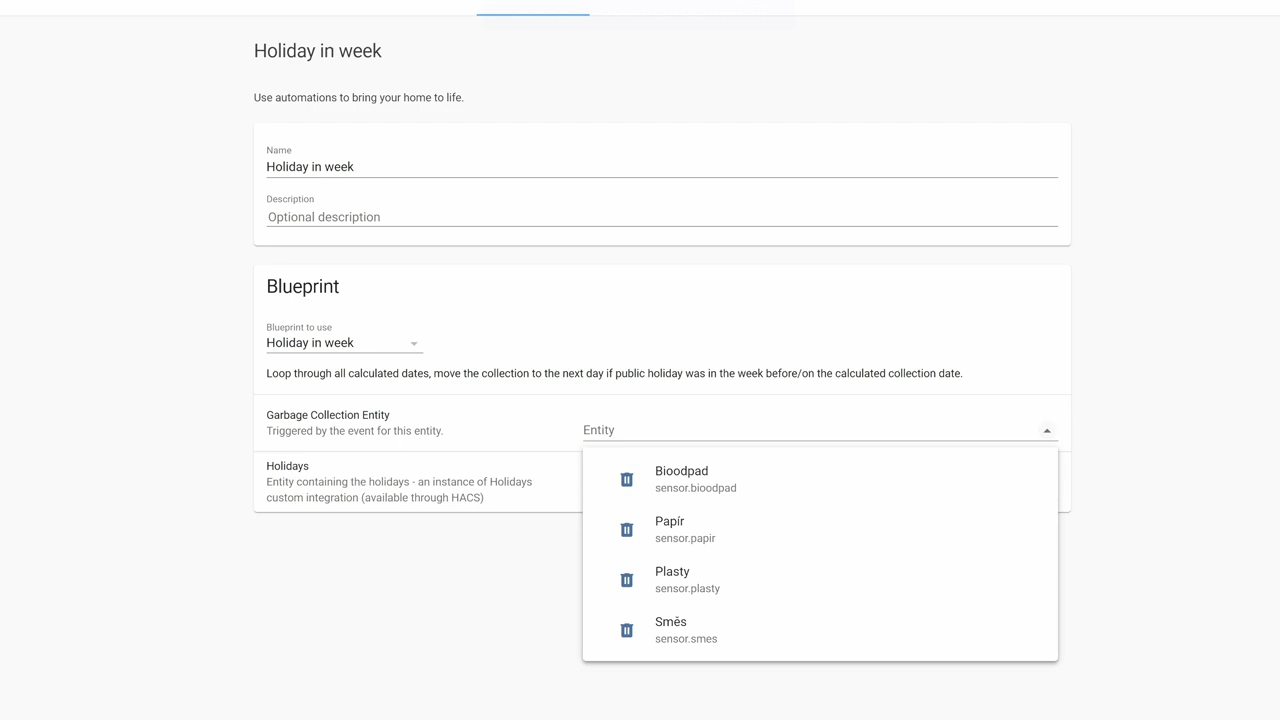 Holiday in week
Use automations to bring your home to life.
Name
Holiday in week
Description
Optional description
Blueprint
Blueprint to use
Holiday in week
Loop through all calculated dates, move the collection to the next day if public holiday was in the week before/on the calculated collection date.
Garbage Collection Entity
Triggered by the event for this entity.
Entity
Holidays
Entity containing the holidays - an instance of Holidays
custom integration (available through HACS)
Bioodpad
sensor.bioodpad
Papír
sensor.papir
Plasty
sensor.plasty
Směs
sensor.smes